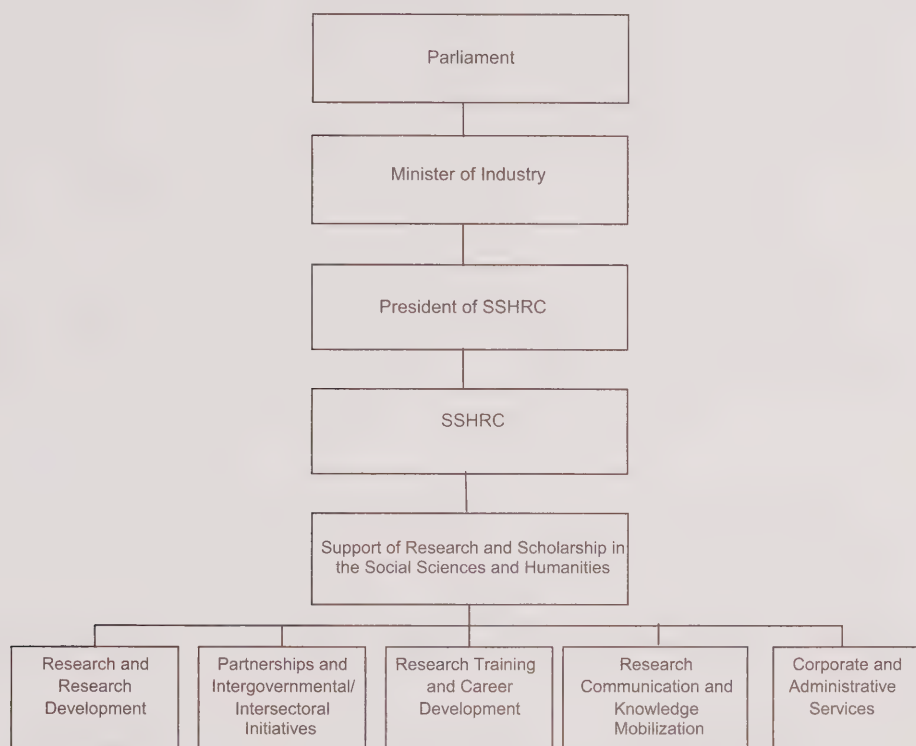 Parliament
Minister of Industry
President of SSHRC
SSHRC
Support of Research and Scholarship in
the Social Sciences and Humanities
Research and
Research
Development
Partnerships and
Intergovernmental/
Intersectoral
Initiatives
Research Training
and Career
Development
Research
Communication and
Knowledge
Mobilization
Corporate and
Administrative
Services